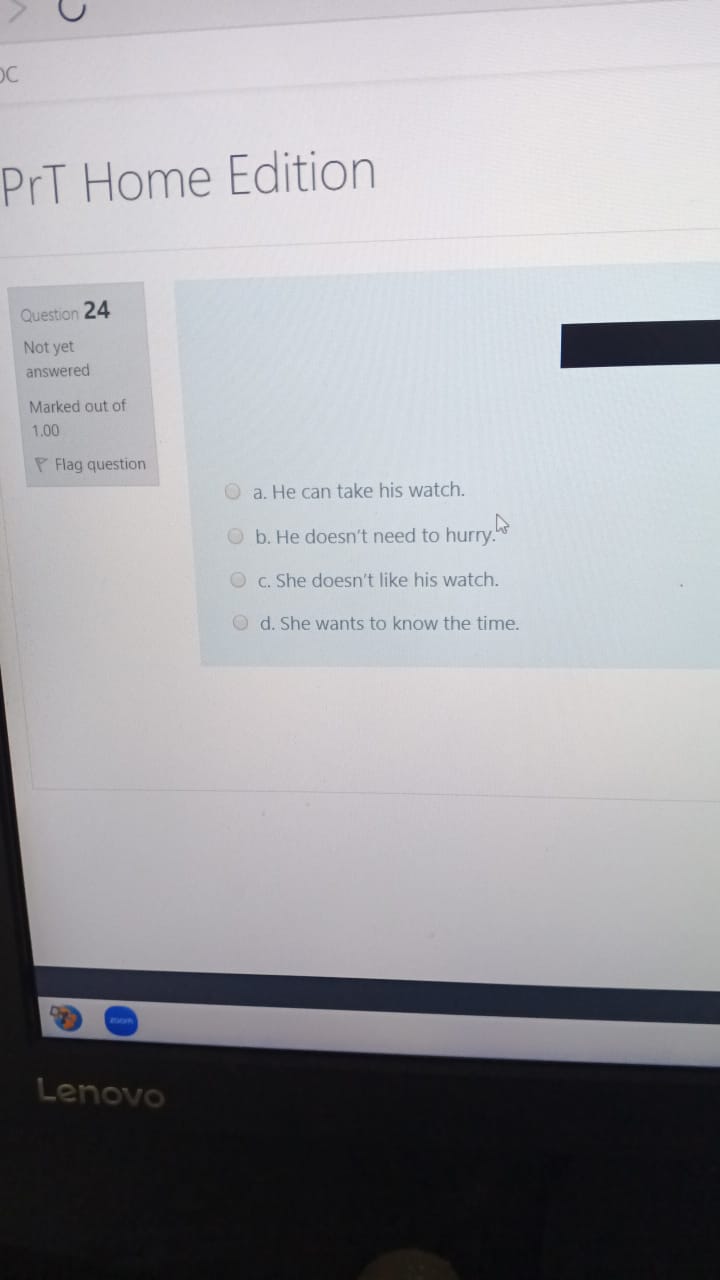 PrT Home Edition
Question 24
Not yet
answered
Marked out of
1.00
Flag question
a. He can take his watch.
b. He doesn't need to hurry.
c. She doesn't like his watch.
d. She wants to know the time.
zoom
Lenovo